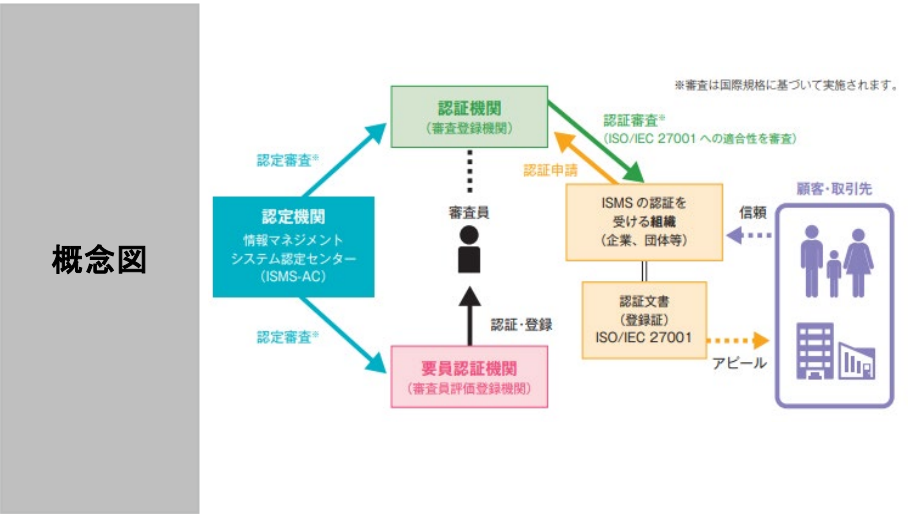 概念図
※審査は国際規格に基づいて実施されます。
認証機関
(審査登録機関)
認証審査※
(ISO/IEC 27001 への適合性を審査)
認定審査※
認証申請
認定機関
情報マネジメント
システム認定センター
(ISMS-AC)
審査員
ISMS の認証を
受ける組織
(企業、団体等)
信頼
顧客・取引先
認証文書
(登録証)
ISO/IEC 27001
認証・登録
認定審査※
アピール
要員認証機関
(審査員評価登録機関)